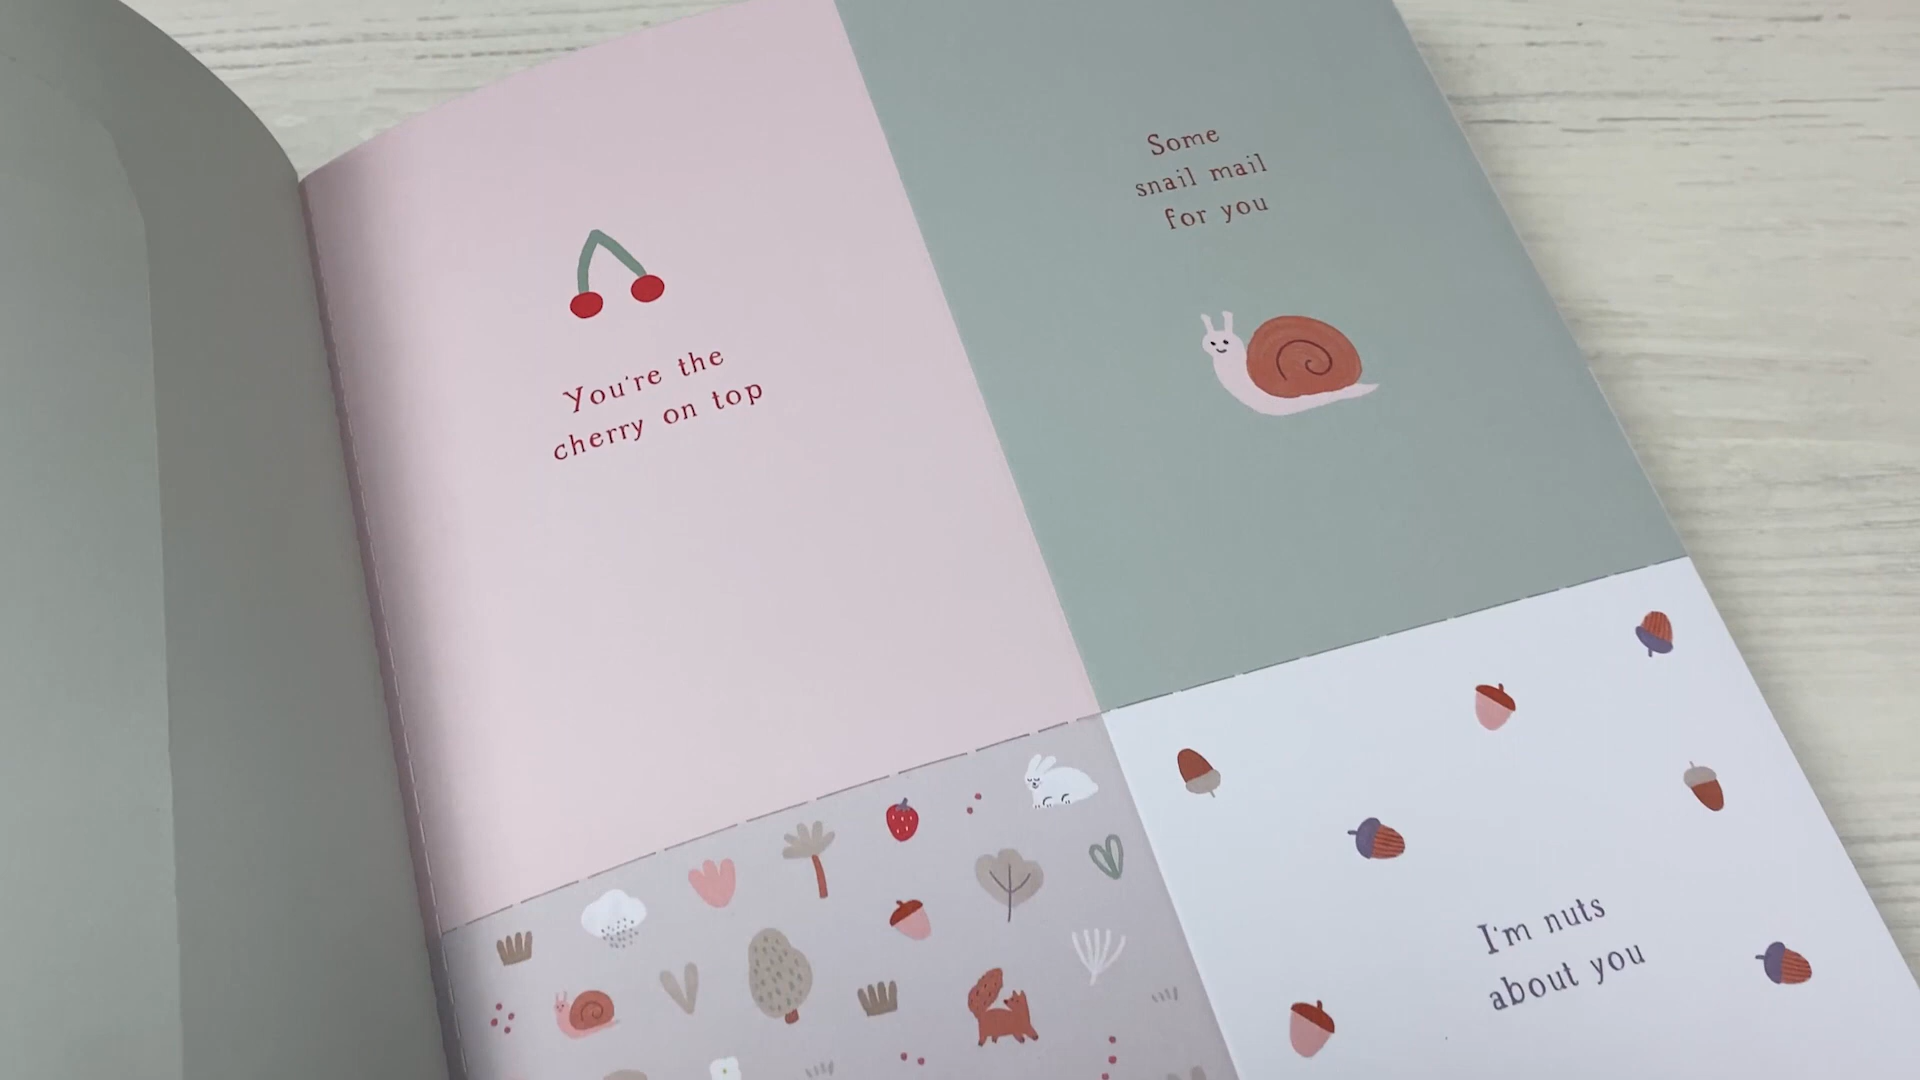 You're the
cherry on top
Some
snail mail
for you
I'm nuts
about you